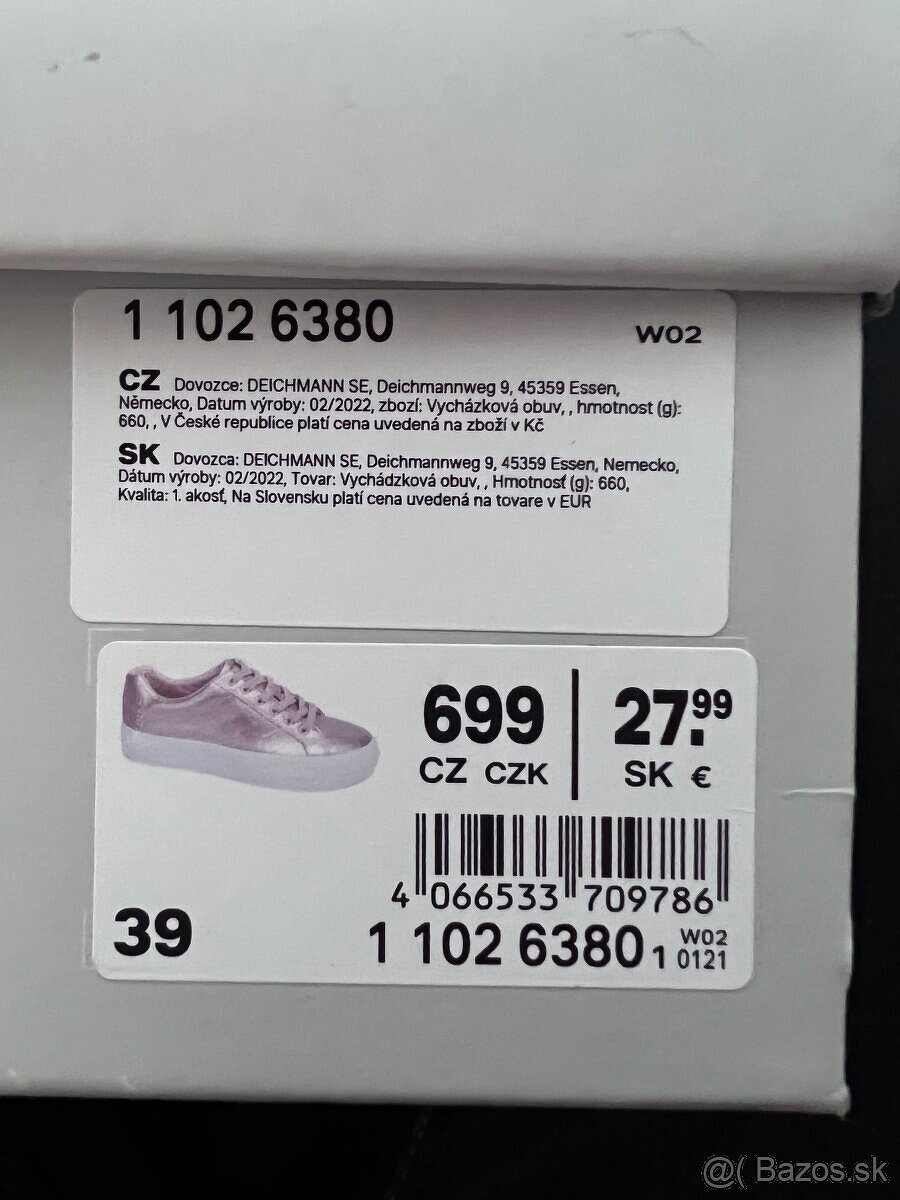 1 102 6380
W02
CZ Dovozce: DEICHMANN SE, Deichmannweg 9, 45359 Essen,
Německo, Datum výroby: 02/2022, zbozí: Vycházková obuv, , hmotnost (g):
660, , V České republice platí cena uvedená na zboží v Kč
SK Dovozca: DEICHMANN SE, Deichmannweg 9, 45359 Essen, Nemecko,
Dátum výroby: 02/2022, Tovar: Vychádzková obuv, , Hmotnosť (g): 660,
Kvalita: 1. akosť, Na Slovensku platí cena uvedená na tovare v EUR
699 27.99
CZ CZK SK €
4 066533 709786
39
1 102 6380 1 W02
0121
@( Bazos.sk